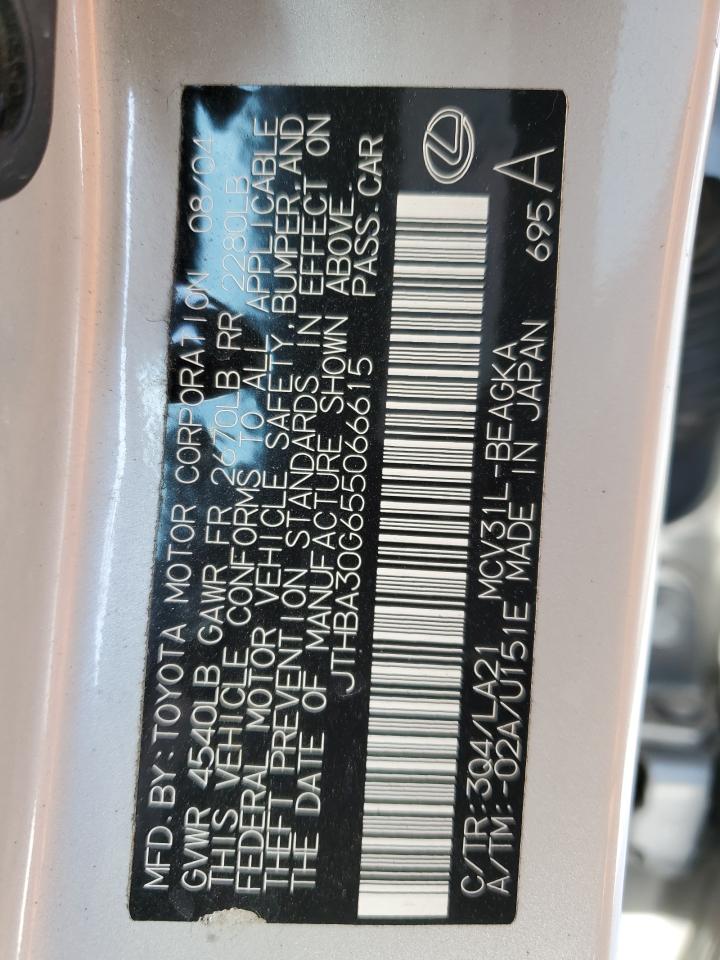 MFD. BY: TOYOTA MOTOR CORPORATION 08/04
GVWR 4540LB GAWR FR 2670LB RR 2280LB
THIS VEHICLE CONFORMS TO ALL APPLICABLE
FEDERAL MOTOR VEHICLE SAFETY, BUMPER, AND
THEFT PREVENTION STANDARDS IN EFFECT ON
THE DATE OF MANUFACTURE SHOWN ABOVE.
JTHBA30G655066615 PASS. CAR
C/TR:3Q4/LA21 MCV31L-BEAGKA 695 A
A/TM:-02A/U151E MADE IN JAPAN